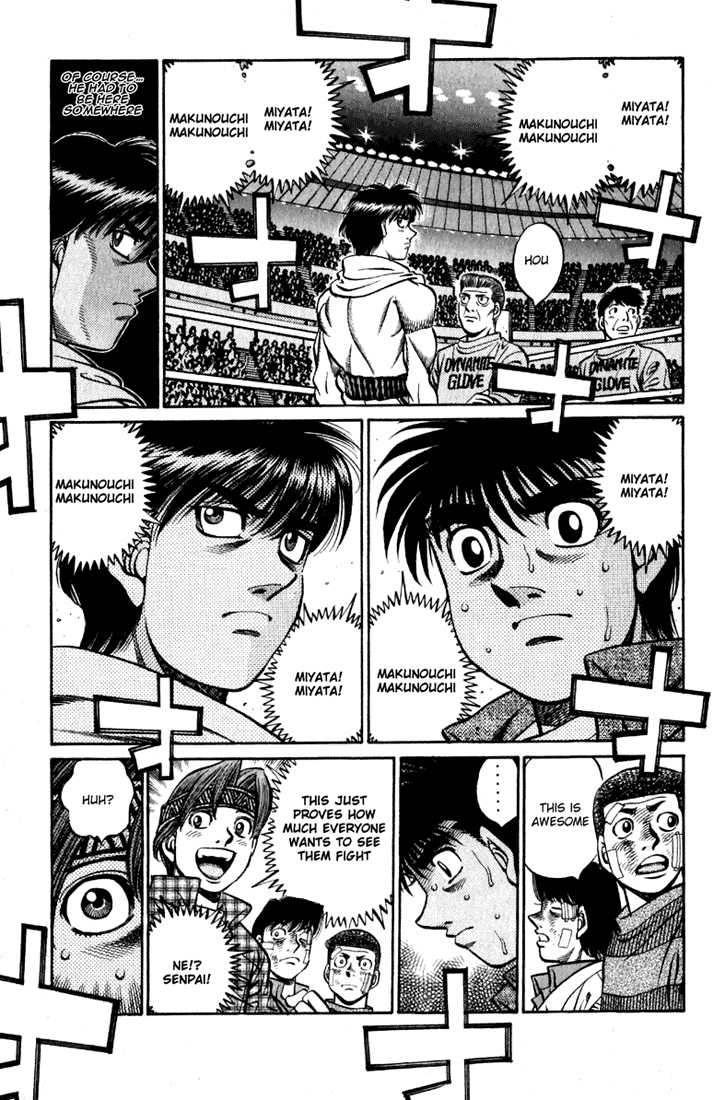 MAKUNOUCHI
MAKUNOUCHI
MIYATA!
MIYATA!
HOU
DYNAMITE
GLOVE
DYNAMITE
GLOVE
MIYATA!
MIYATA!
MAKUNOUCHI
MAKUNOUCHI
OF COURSE...
HE HAD TO
BE HERE
SOMEWHERE
MIYATA!
MIYATA!
MAKUNOUCHI
MAKUNOUCHI
MAKUNOUCHI
MAKUNOUCHI
MIYATA!
MIYATA!
THIS IS
AWESOME
......
THIS JUST
PROVES HOW
MUCH EVERYONE
WANTS TO SEE
THEM FIGHT
NE!?
SENPAI!
HUH?